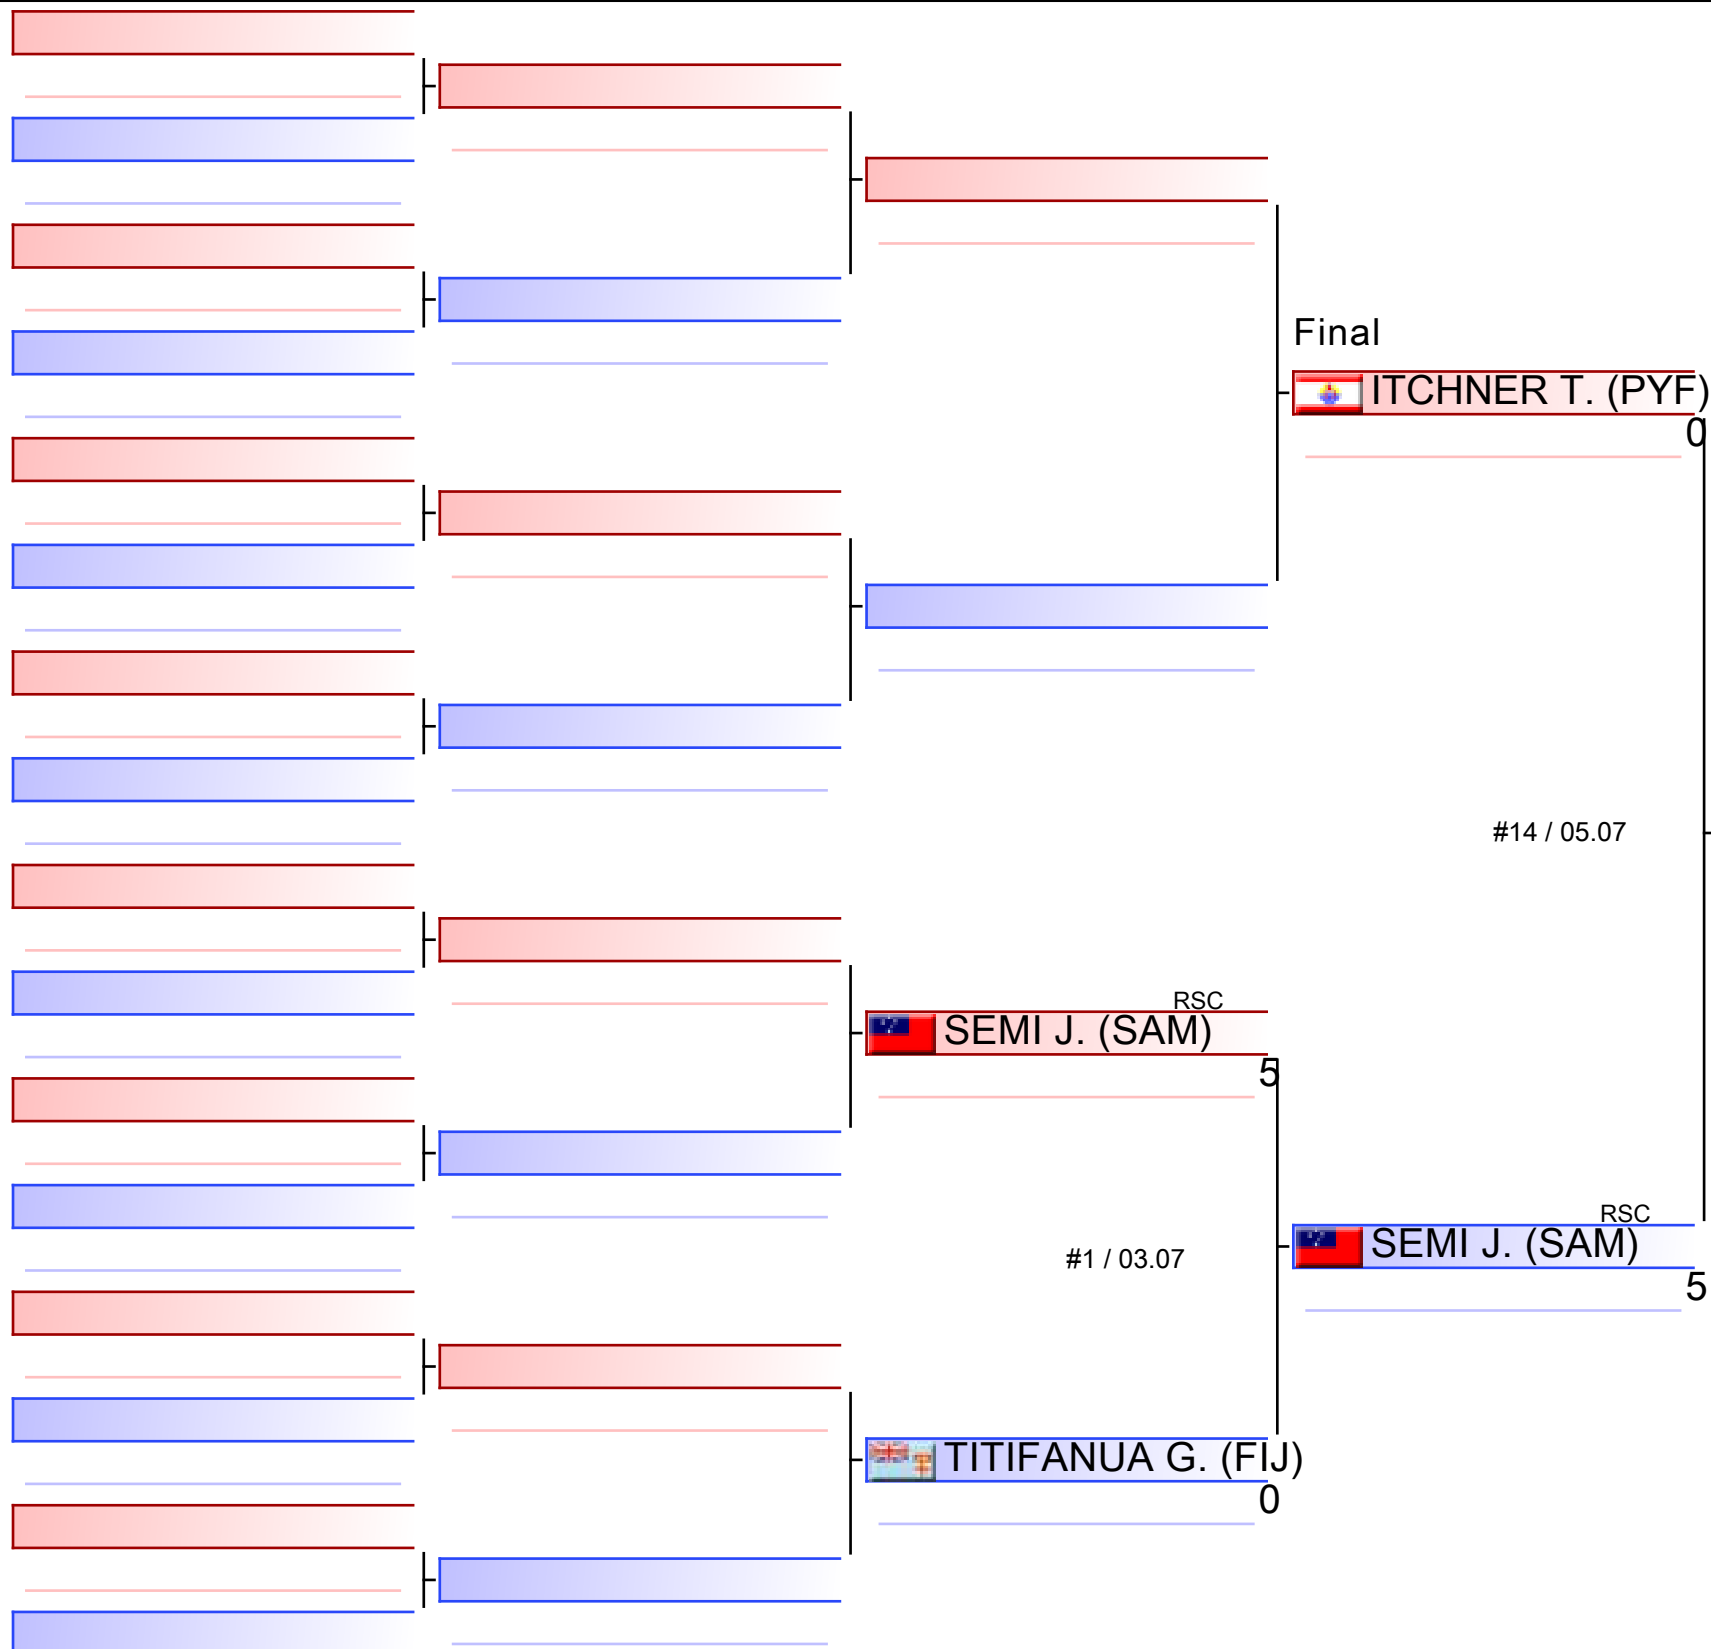 Final
ITCHNER T. (PYF)
0
#14 / 05.07
RSC
SEMI J. (SAM)
5
RSC
SEMI J. (SAM)
5
#1 / 03.07
TITIFANUA G. (FIJ)
0